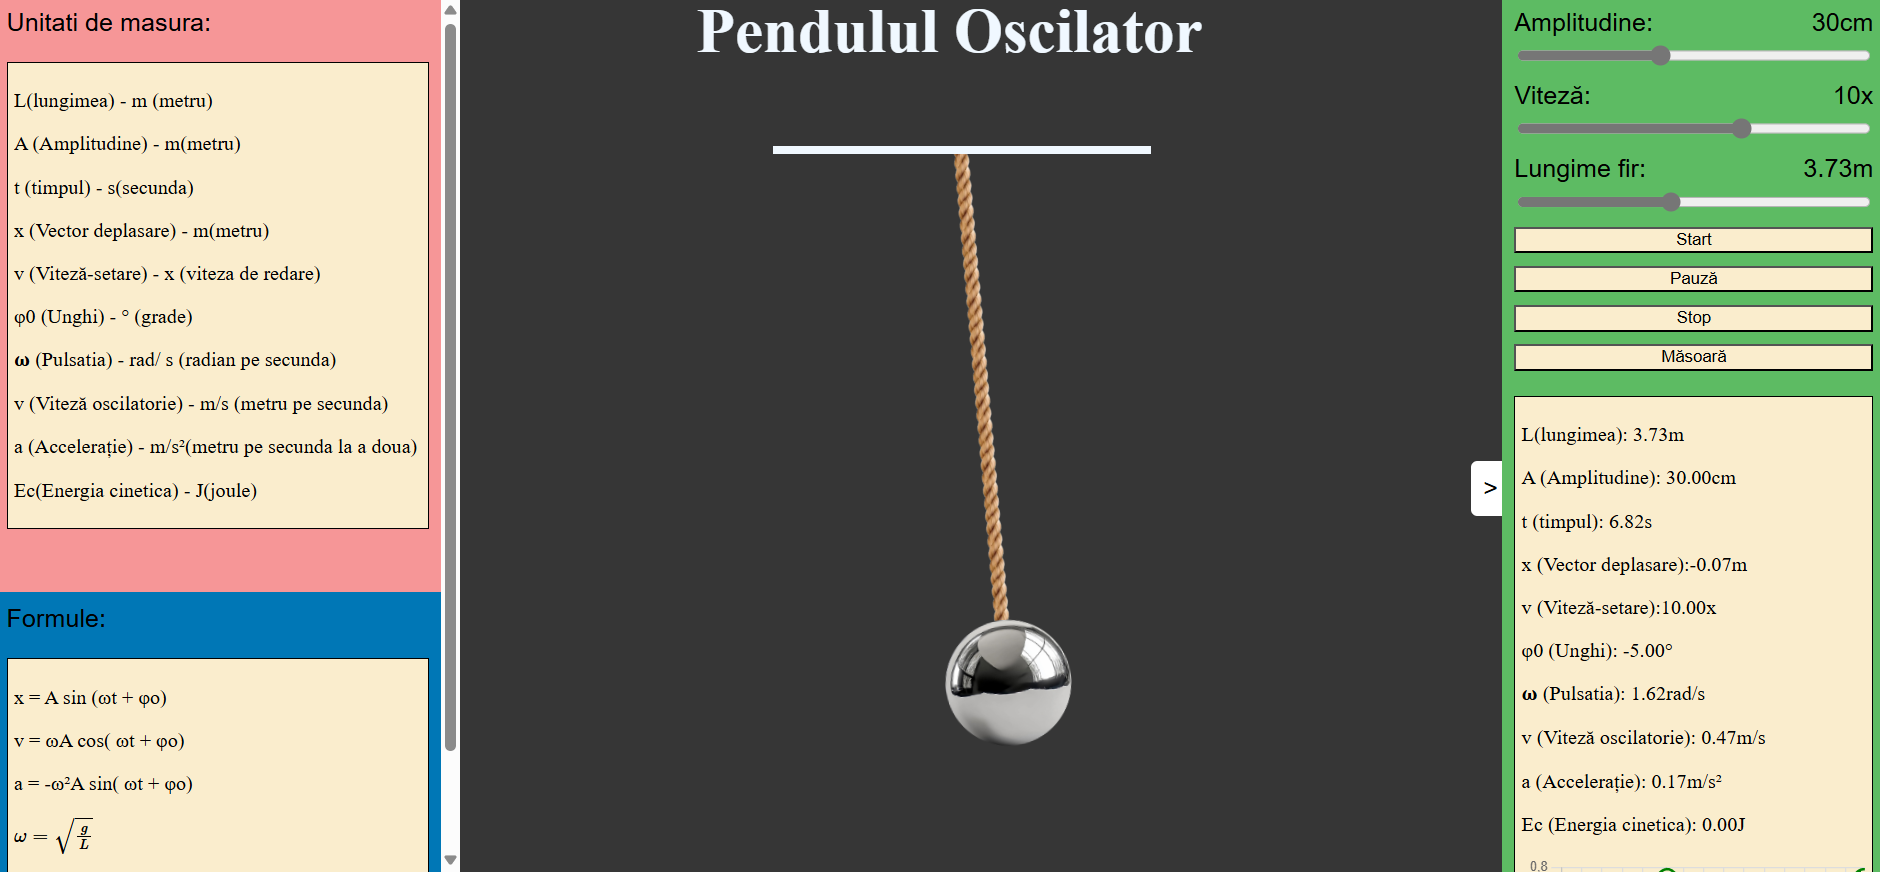 Unitati de masura:
L(lungimea) - m (metru)
A (Amplitudine) - m(metru)
t (timpul) - s(secunda)
x (Vector deplasare) - m(metru)
v (Viteză-setare) - x (viteza de redare)
φ0 (Unghi) - ° (grade)
ω (Pulsatia) - rad/ s (radian pe secunda)
v (Viteză oscilatorie) - m/s (metru pe secunda)
a (Accelerație) - m/s²(metru pe secunda la a doua)
Ec(Energia cinetica) - J(joule)
Formule:
x = A sin (ωt + φo)
v = ωA cos( ωt + φo)
a = -ω²A sin( ωt + φo)
ω = √(g/L)
Pendulul Oscilator
>
Amplitudine: 30cm
Viteză: 10x
Lungime fir: 3.73m
Start
Pauză
Stop
Măsoară
L(lungimea): 3.73m
A (Amplitudine): 30.00cm
t (timpul): 6.82s
x (Vector deplasare):-0.07m
v (Viteză-setare):10.00x
φ0 (Unghi): -5.00°
ω (Pulsatia): 1.62rad/s
v (Viteză oscilatorie): 0.47m/s
a (Accelerație): 0.17m/s²
Ec (Energia cinetica): 0.00J
0.8